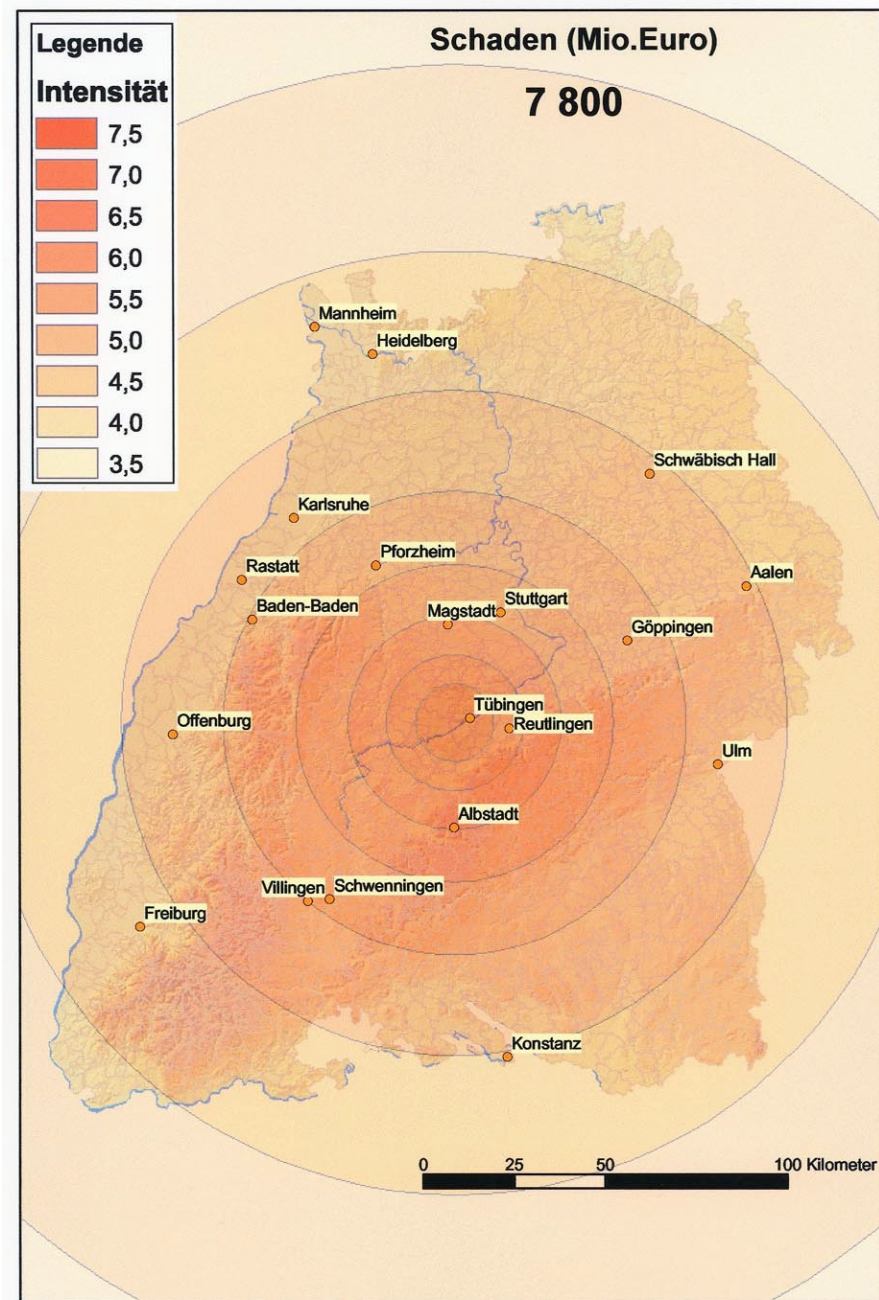 Legende
Intensität
7,5
7,0
6,5
6,0
5,5
5,0
4,5
4,0
3,5
Schaden (Mio.Euro)
7 800
Mannheim
Heidelberg
Schwäbisch Hall
Karlsruhe
Pforzheim
Rastatt
Aalen
Baden-Baden
Magstadt
Stuttgart
Göppingen
Tübingen
Offenburg
Reutlingen
Ulm
Albstadt
Villingen
Schwenningen
Freiburg
Konstanz
0 25 50 100 Kilometer